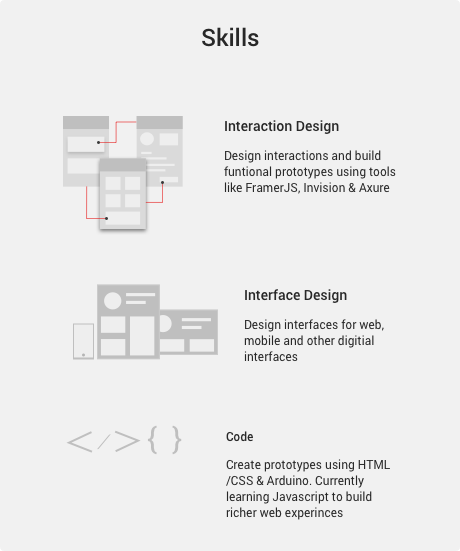 Skills
Interaction Design
Design interactions and build
funtional prototypes using tools
like FramerJS, Invision & Axure
Interface Design
Design interfaces for web,
mobile and other digitial
interfaces
< / > { }
Code
Create prototypes using HTML
/CSS & Arduino. Currently
learning Javascript to build
richer web experinces